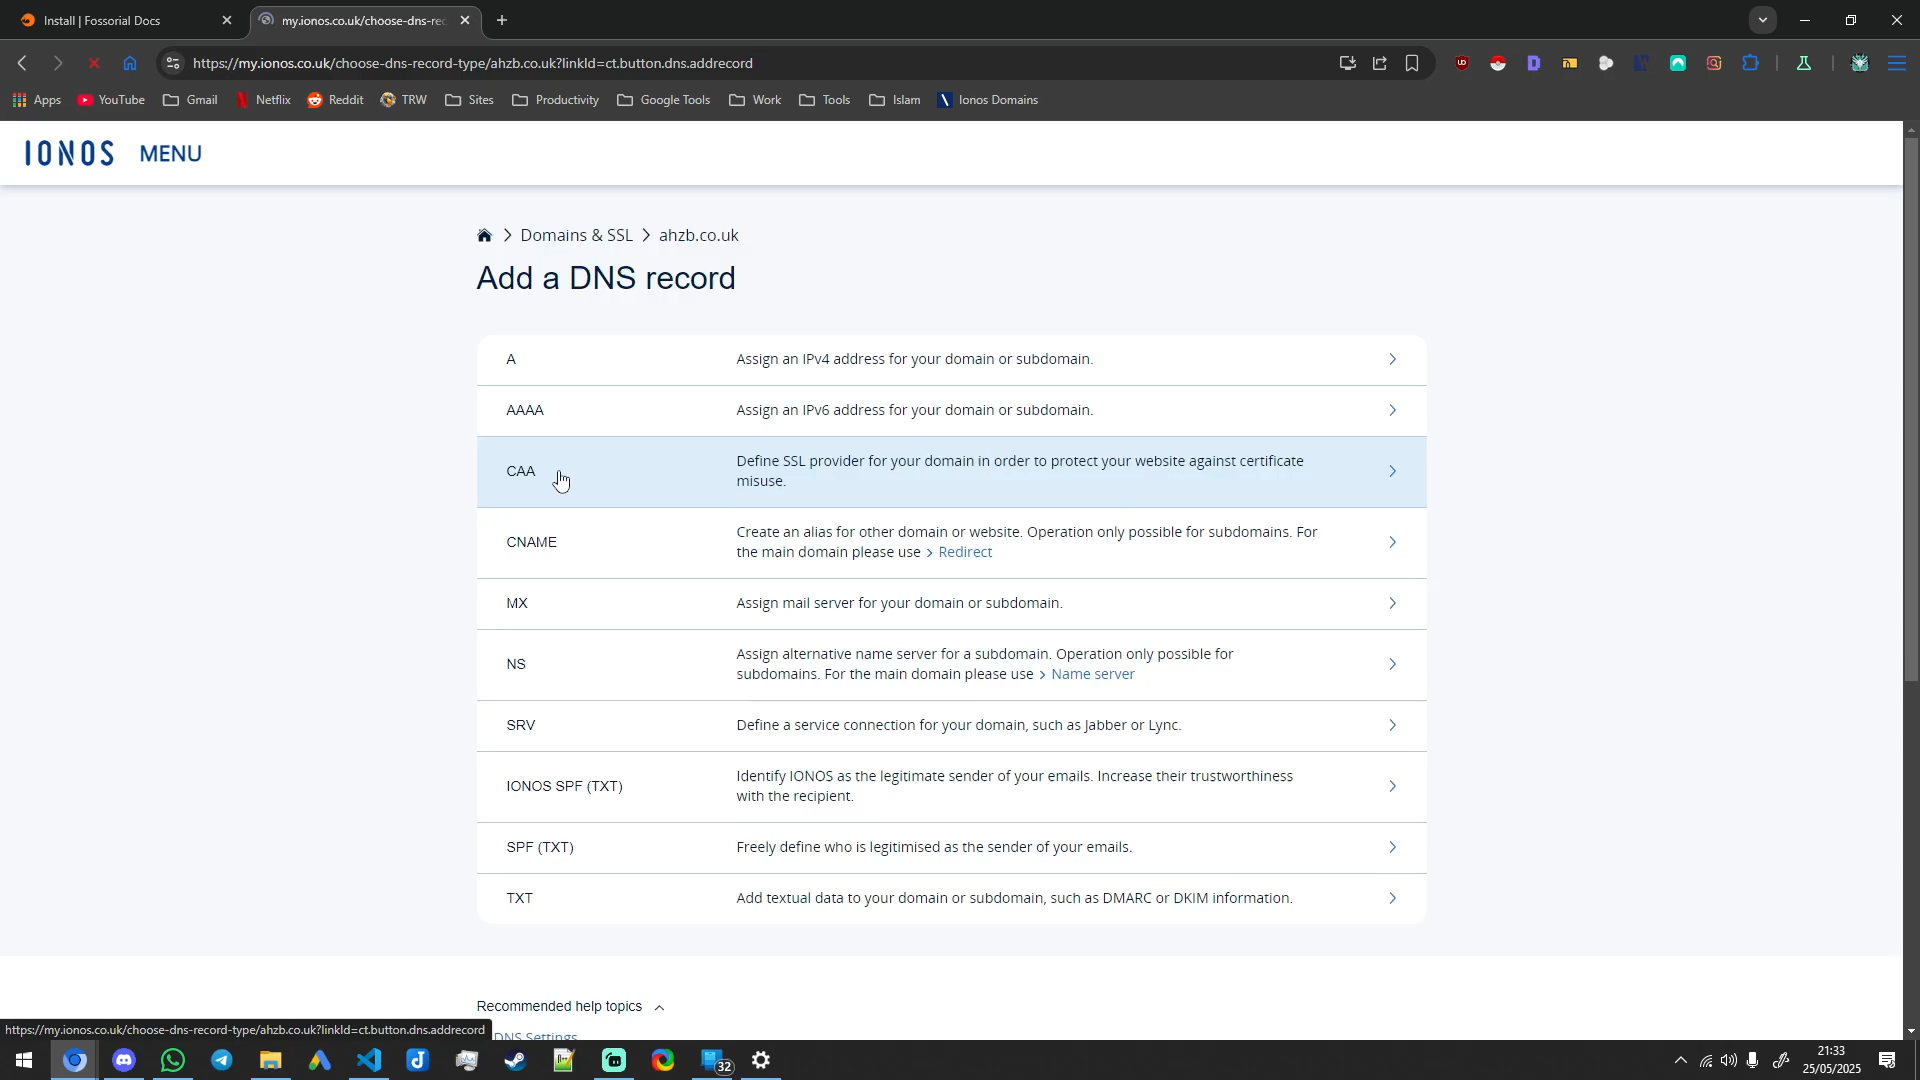 Install | Fossorial Docs
my.ionos.co.uk/choose-dns-rec
https://my.ionos.co.uk/choose-dns-record-type/ahzb.co.uk?linkId=ct.button.dns.addrecord
Apps
YouTube
Gmail
Netflix
Reddit
TRW
Sites
Productivity
Google Tools
Work
Tools
Islam
Ionos Domains
IONOS MENU
Domains & SSL
ahzb.co.uk
Add a DNS record
A
Assign an IPv4 address for your domain or subdomain.
AAAA
Assign an IPv6 address for your domain or subdomain.
CAA
Define SSL provider for your domain in order to protect your website against certificate
misuse.
CNAME
Create an alias for other domain or website. Operation only possible for subdomains. For
the main domain please use > Redirect
MX
Assign mail server for your domain or subdomain.
NS
Assign alternative name server for a subdomain. Operation only possible for
subdomains. For the main domain please use > Name server
SRV
Define a service connection for your domain, such as Jabber or Lync.
IONOS SPF (TXT)
Identify IONOS as the legitimate sender of your emails. Increase their trustworthiness
with the recipient.
SPF (TXT)
Freely define who is legitimised as the sender of your emails.
TXT
Add textual data to your domain or subdomain, such as DMARC or DKIM information.
Recommended help topics
DNS Settings
https://my.ionos.co.uk/choose-dns-record-type/ahzb.co.uk?linkId=ct.button.dns.addrecord
32
21:33
25/05/2025